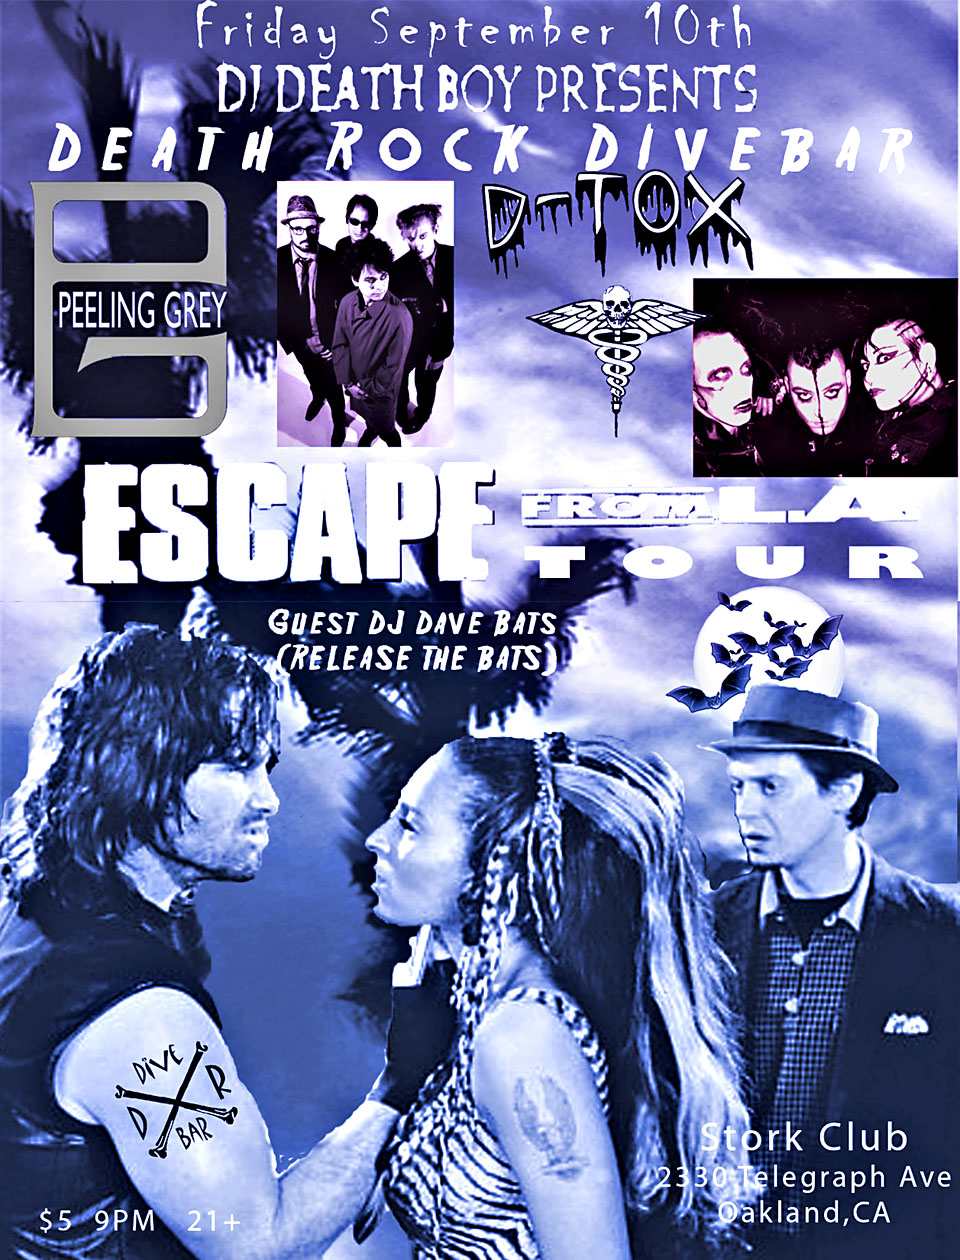 Friday September 10th
DJ DEATH BOY PRESENTS
DEATH ROCK DIVEBAR
PEELING GREY
D-TOX
ESCAPE FROM L.A.
TOUR
GUEST DJ DAVE BATS
(RELEASE THE BATS)
DIVE
D R
BAR
Stork Club
2330 Telegraph Ave
Oakland,CA
$5 9PM 21+